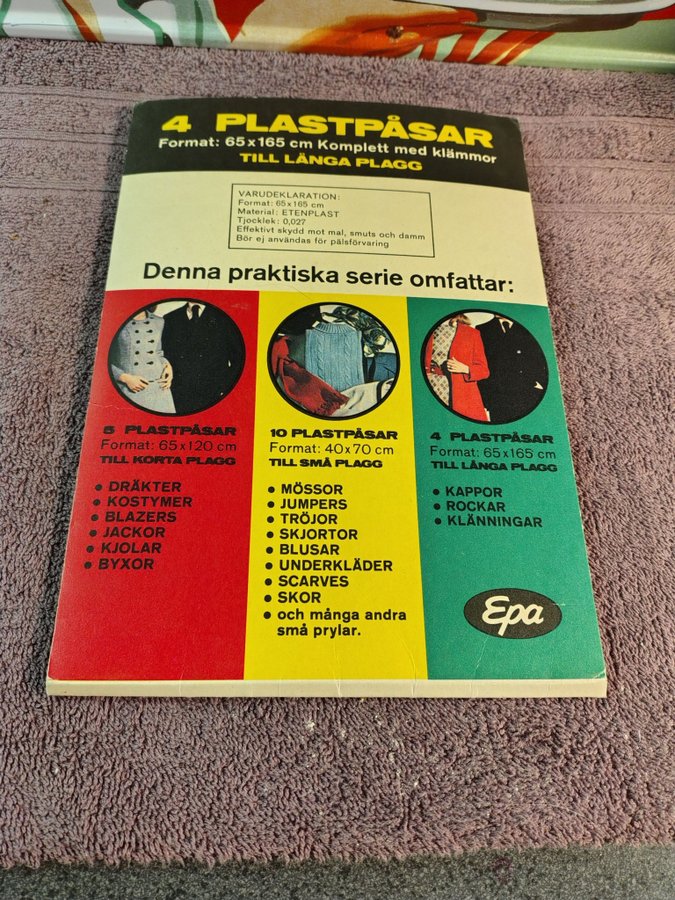 4 PLASTPÅSAR
Format: 65x165 cm Komplett med klämmor
TILL LÅNGA PLAGG
VARUDEKLARATION:
Format: 65x165 cm
Material: ETENPLAST
Tjocklek: 0,027
Effektivt skydd mot mal, smuts och damm
Bör ej användas för pälsförvaring
Denna praktiska serie omfattar:
5 PLASTPÅSAR
Format: 65x120 cm
TILL KORTA PLAGG
• DRÄKTER
• KOSTYMER
• BLAZERS
• JACKOR
• KJOLAR
• BYXOR
10 PLASTPÅSAR
Format: 40x70 cm
TILL SMÅ PLAGG
• MÖSSOR
• JUMPERS
• TRÖJOR
• SKJORTOR
• BLUSAR
• UNDERKLÄDER
• SCARVES
• SKOR
• och många andra
små prylar.
4 PLASTPÅSAR
Format: 65x165 cm
TILL LÅNGA PLAGG
• KAPPOR
• ROCKAR
• KLÄNNINGAR
Epa